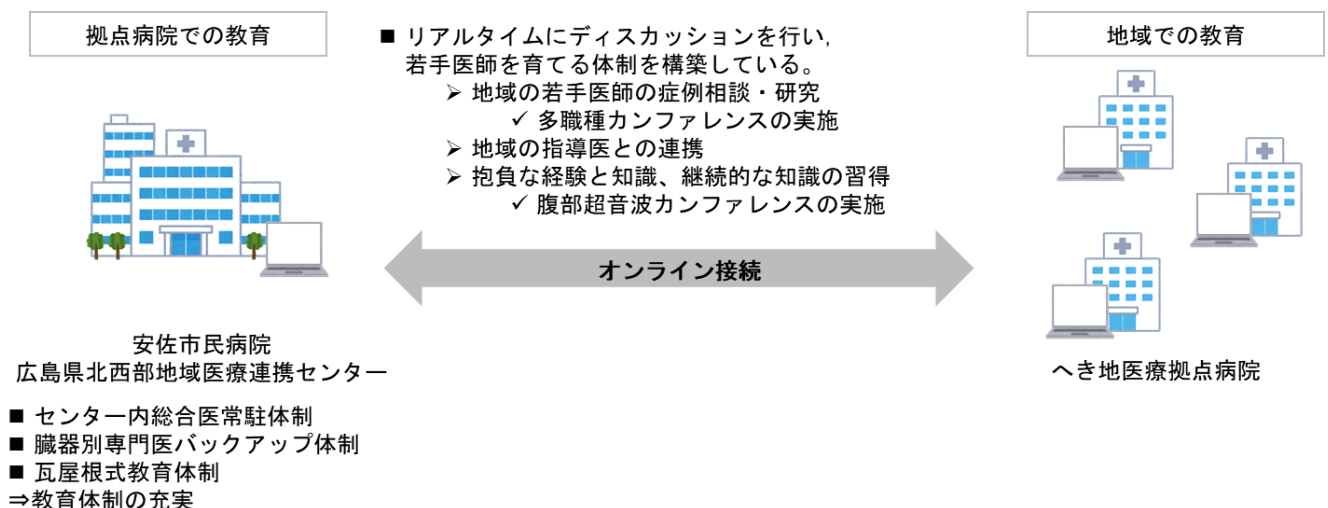 拠点病院での教育
■ リアルタイムにディスカッションを行い,
若手医師を育てる体制を構築している。
➢ 地域の若手医師の症例相談・研究
✓ 多職種カンファレンスの実施
➢ 地域の指導医との連携
➢ 抱負な経験と知識、継続的な知識の習得
✓ 腹部超音波カンファレンスの実施
地域での教育
オンライン接続
安佐市民病院
広島県北西部地域医療連携センター
■ センター内総合医常駐体制
■ 臓器別専門医バックアップ体制
■ 瓦屋根式教育体制
⇒教育体制の充実
へき地医療拠点病院